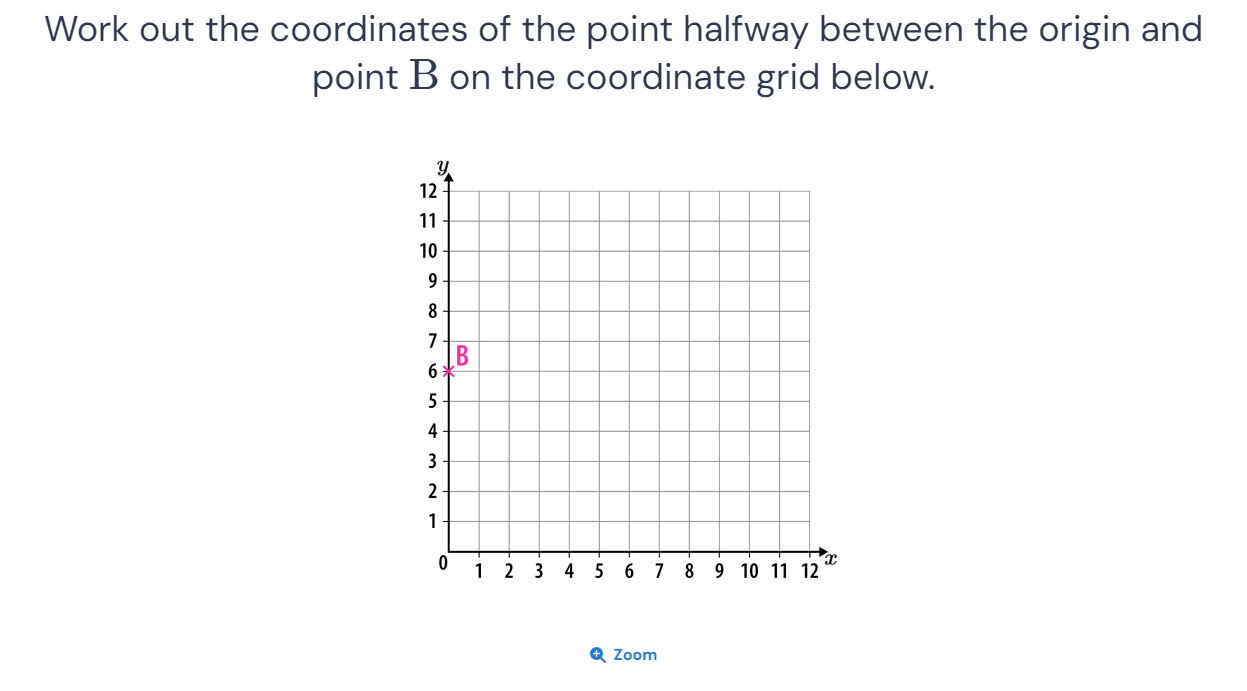 Work out the coordinates of the point halfway between the origin and
point B on the coordinate grid below.
y
12
11
10
9
8
7
B
6
5
4
3
2
1
0
x
1 2 3 4 5 6 7 8 9 10 11 12
Zoom